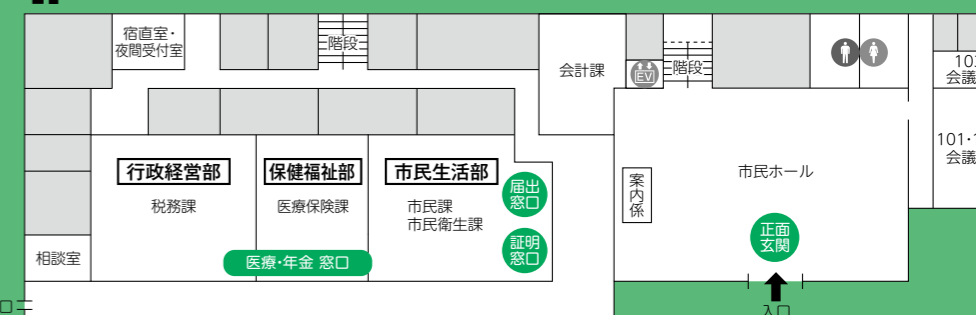 宿直室・
夜間受付室
階段
会計課
EV
階段
会議
行政経営部
税務課
保健福祉部
医療保険課
市民生活部
市民課
市民衛生課
届出
窓口
証明
窓口
医療・年金 窓口
相談室
案
内
係
市民ホール
正面
玄関
入口
101・1
会議
口